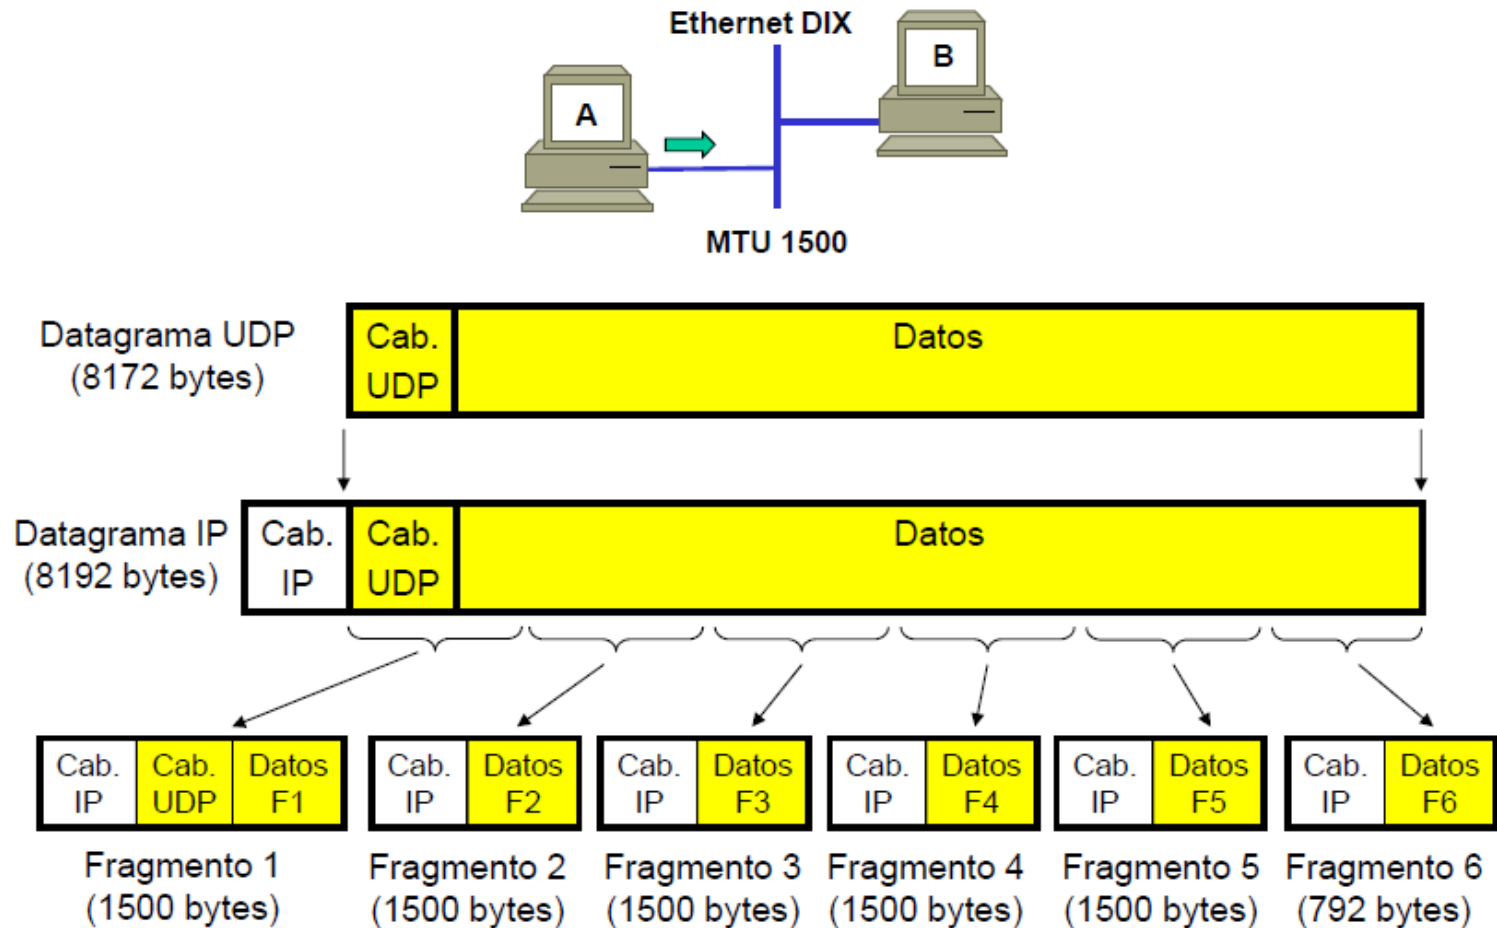 Ethernet DIX
A
B
MTU 1500
Datagrama UDP
(8172 bytes)
Cab.
UDP
Datos
Datagrama IP
(8192 bytes)
Cab.
IP
Cab.
UDP
Datos
Cab.
IP
Cab.
UDP
Datos
F1
Cab.
IP
Datos
F2
Cab.
IP
Datos
F3
Cab.
IP
Datos
F4
Cab.
IP
Datos
F5
Cab.
IP
Datos
F6
Fragmento 1
(1500 bytes)
Fragmento 2
(1500 bytes)
Fragmento 3
(1500 bytes)
Fragmento 4
(1500 bytes)
Fragmento 5
(1500 bytes)
Fragmento 6
(792 bytes)